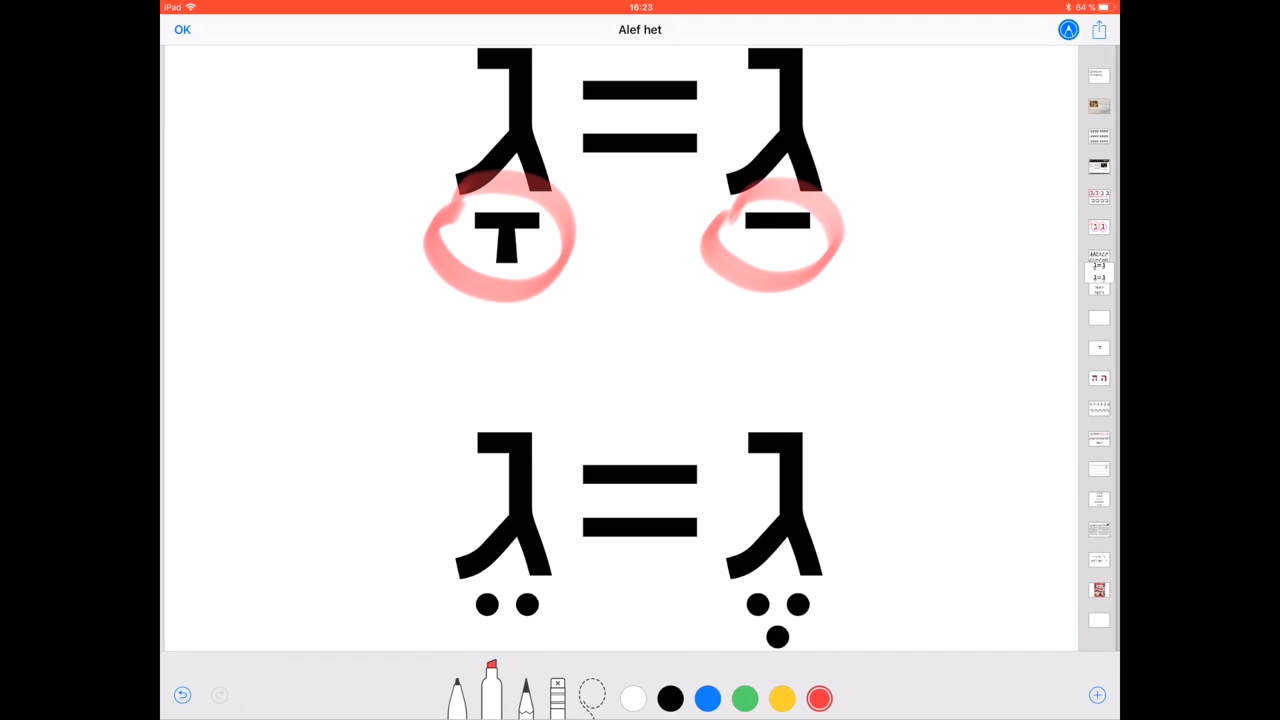 iPad 16:23 64 %
OK Alef het
גַ = גָ
גֶ = גֵ